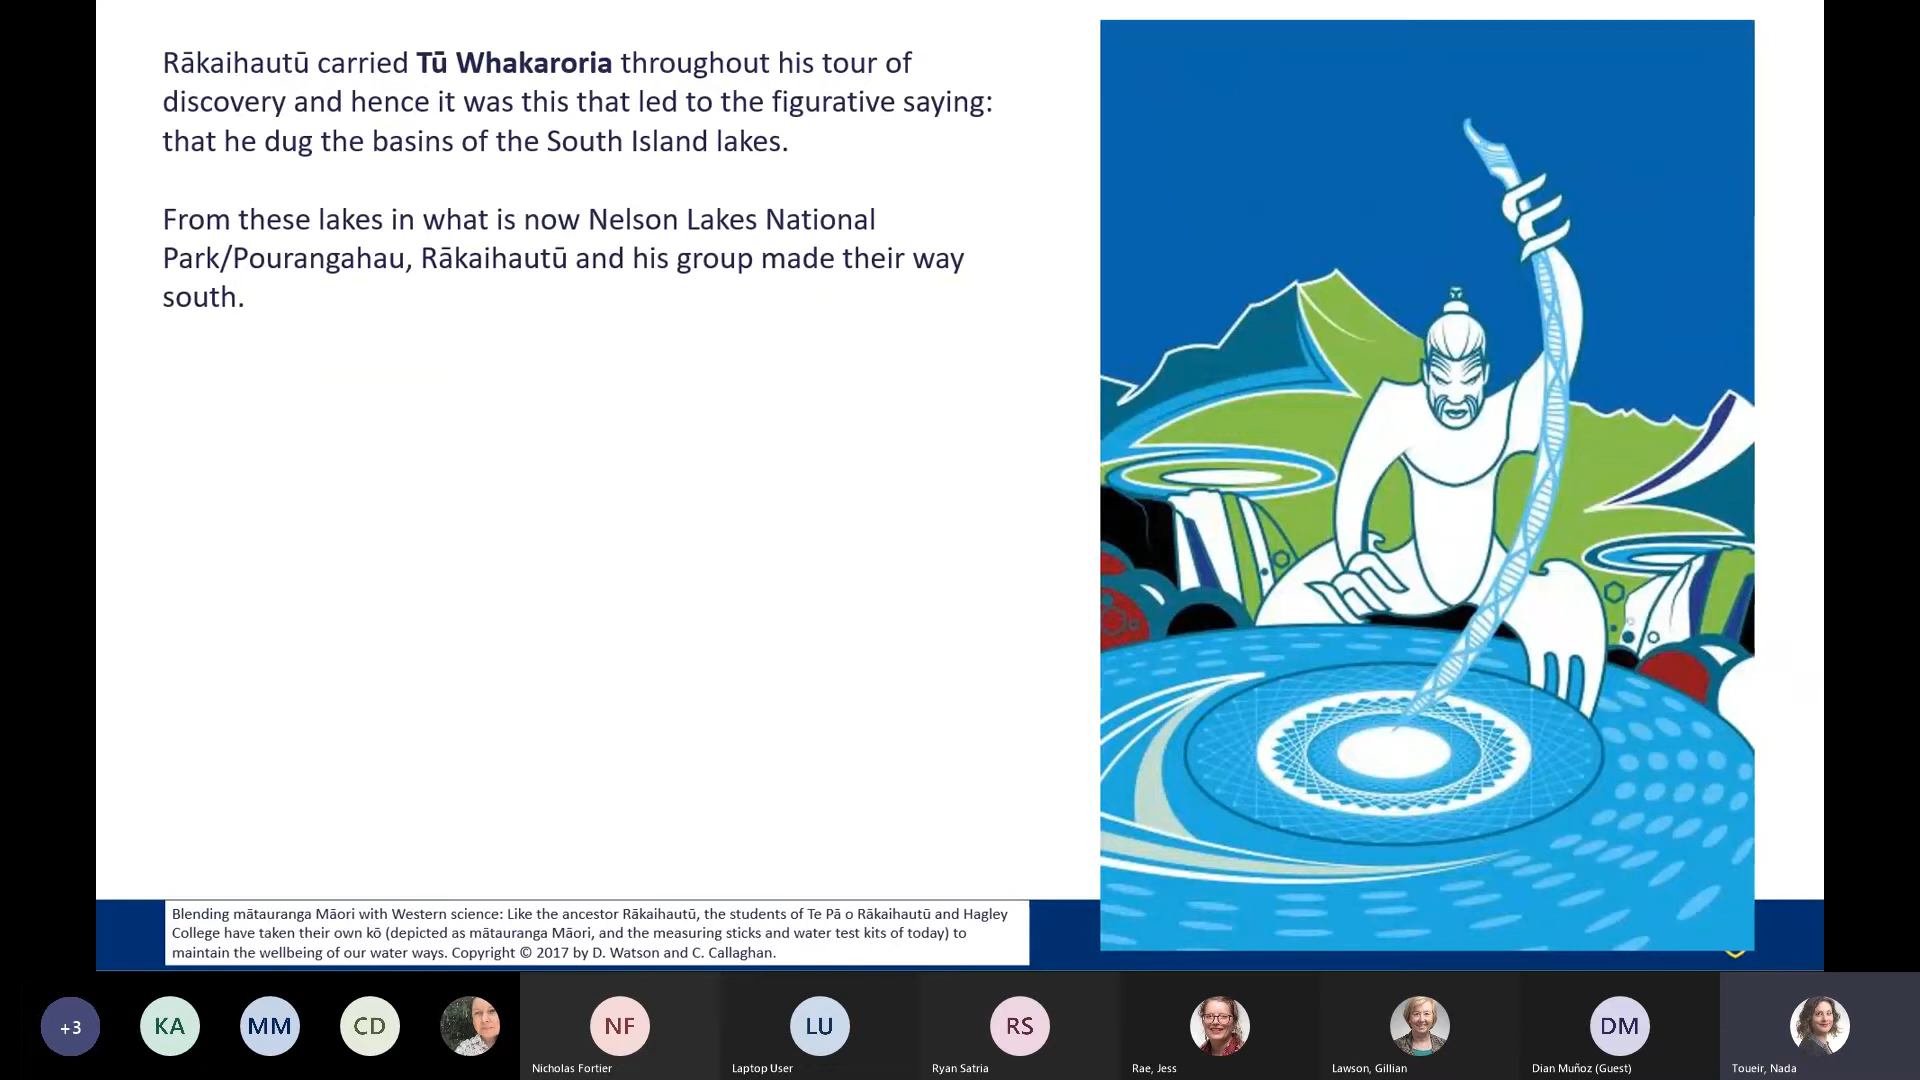 Rākaihautū carried Tū Whakaroria throughout his tour of
discovery and hence it was this that led to the figurative saying:
that he dug the basins of the South Island lakes.
From these lakes in what is now Nelson Lakes National
Park/Pourangahau, Rākaihautū and his group made their way
south.
Blending mātauranga Māori with Western science: Like the ancestor Rākaihautū, the students of Te Pā o Rākaihautū and Hagley
College have taken their own kō (depicted as mātauranga Māori, and the measuring sticks and water test kits of today) to
maintain the wellbeing of our water ways. Copyright © 2017 by D. Watson and C. Callaghan.
+3
KA
MM
CD
NF
LU
RS
DM
Nicholas Fortier
Laptop User
Ryan Satria
Rae, Jess
Lawson, Gillian
Dian Muñoz (Guest)
Toueir, Nada